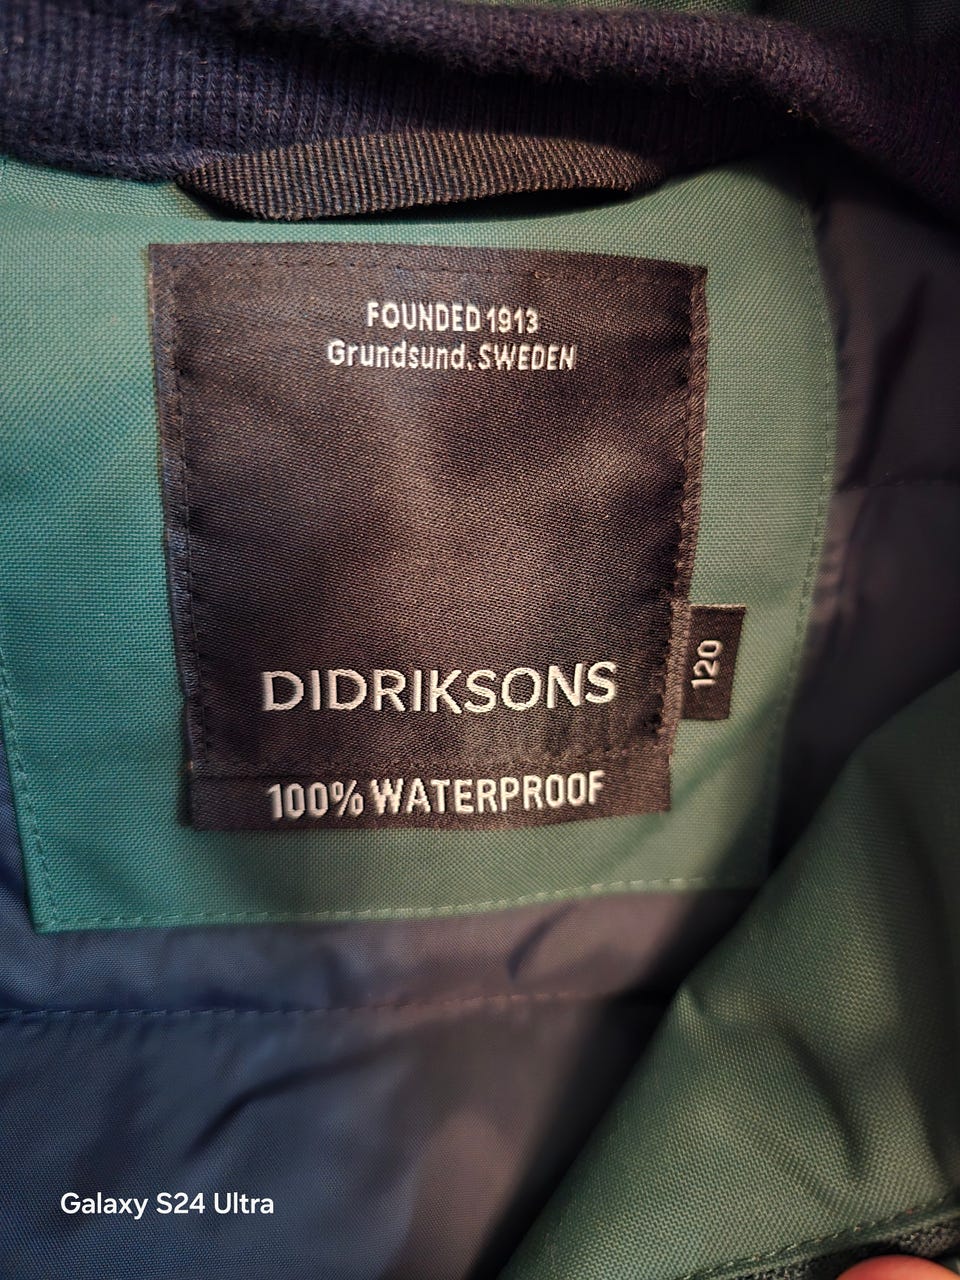 FOUNDED 1913
Grundsund. SWEDEN
DIDRIKSONS
120
100% WATERPROOF
Galaxy S24 Ultra